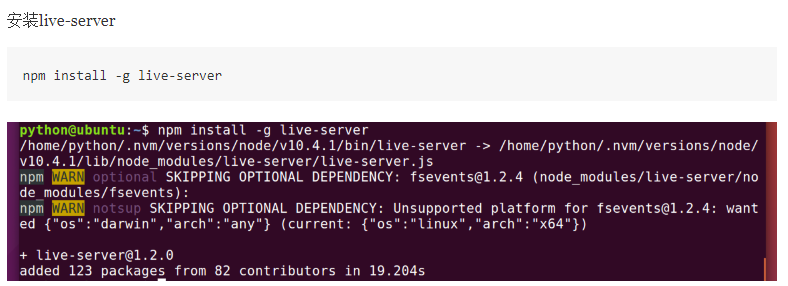 安装live-server
npm install -g live-server
python@ubuntu:~$ npm install -g live-server
/home/python/.nvm/versions/node/v10.4.1/bin/live-server -> /home/python/.nvm/versions/node/
v10.4.1/lib/node_modules/live-server/live-server.js
npm WARN optional SKIPPING OPTIONAL DEPENDENCY: fsevents@1.2.4 (node_modules/live-server/no
de_modules/fsevents):
npm WARN notsup SKIPPING OPTIONAL DEPENDENCY: Unsupported platform for fsevents@1.2.4: want
ed {"os":"darwin","arch":"any"} (current: {"os":"linux","arch":"x64"})
+ live-server@1.2.0
added 123 packages from 82 contributors in 19.204s